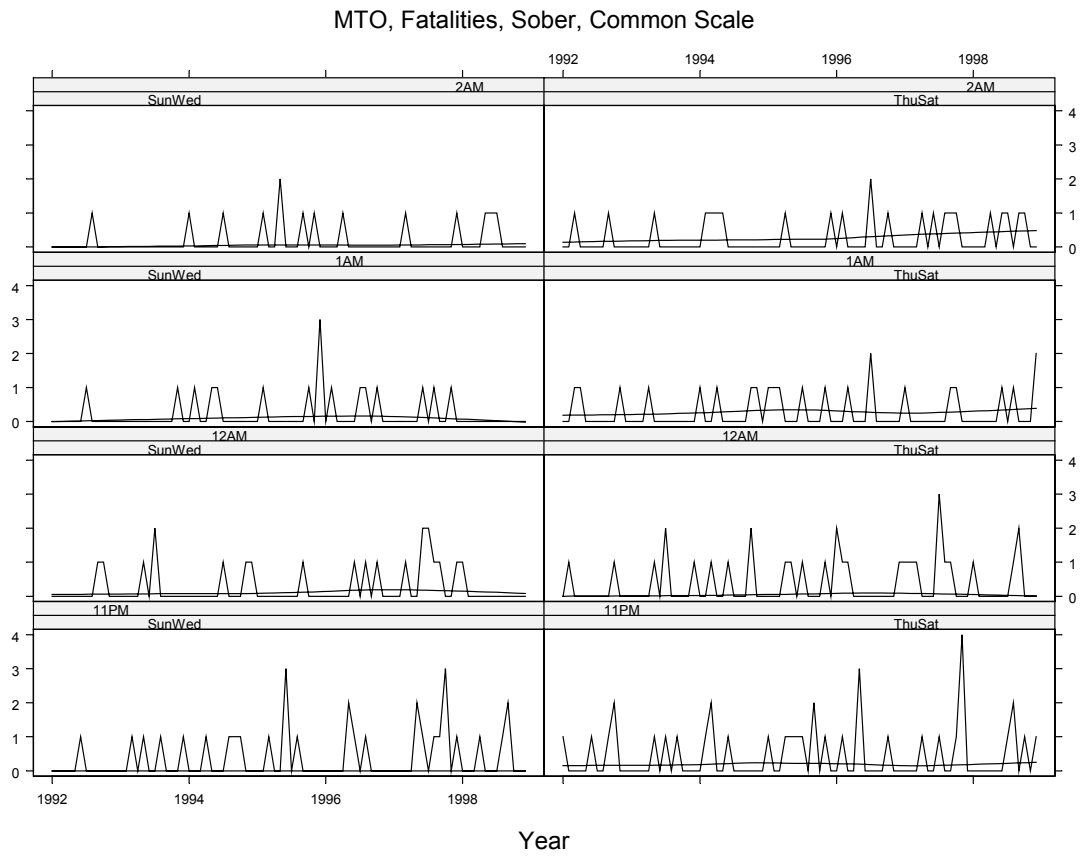 MTO, Fatalities, Sober, Common Scale
1992 1994 1996 1998
2AM 2AM
SunWed ThuSat
4
3
2
1
0
1AM 1AM
SunWed ThuSat
4
3
2
1
0
12AM 12AM
SunWed ThuSat
4
3
2
1
0
11PM 11PM
SunWed ThuSat
4
3
2
1
0
1992 1994 1996 1998
Year